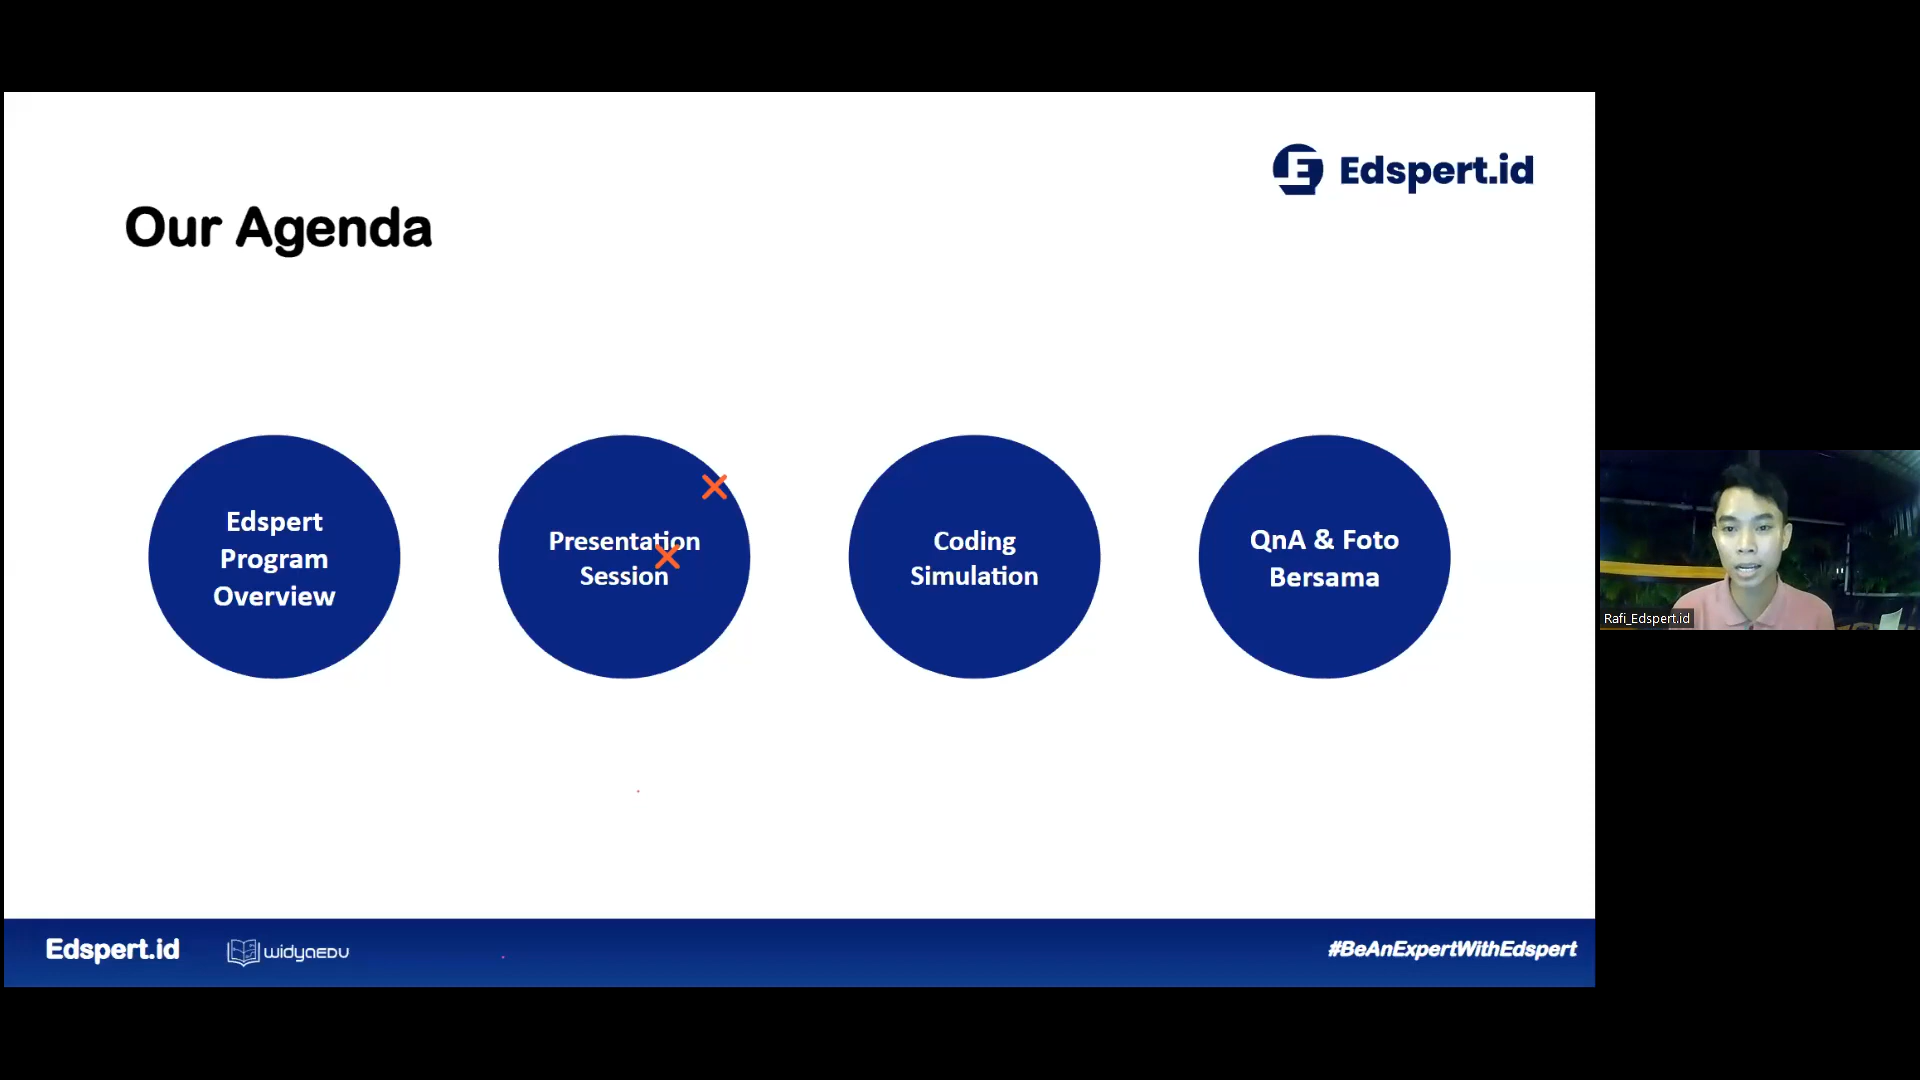 Edspert.id
Our Agenda
Edspert
Program
Overview
Presentation
Session
Coding
Simulation
QnA & Foto
Bersama
Rafi_Edspert.id
Edspert.id
WIDYAEDU
#BeAnExpertWithEdspert